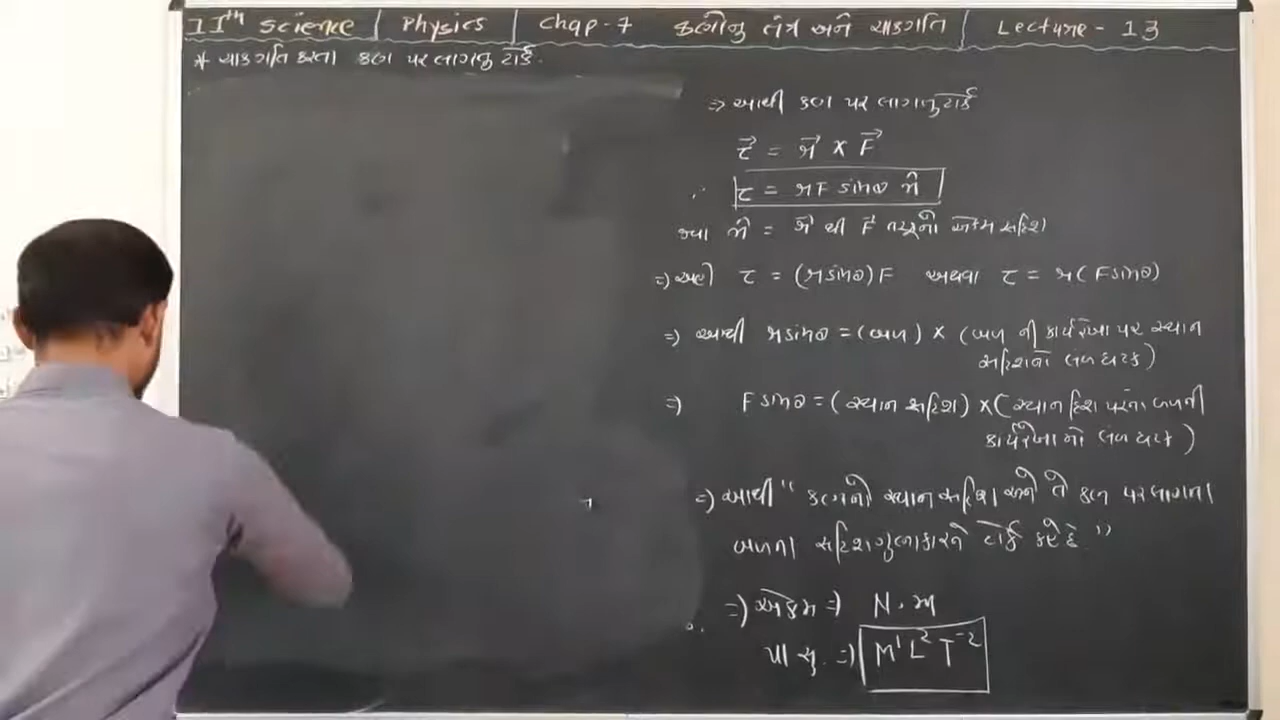 11th Science | Physics | Chap-7 કણોનું તંત્ર અને ચાકગતિ | Lecture - 13
* ચાકગતિ કરતા કણ પર લાગતુ ટોર્ક.
⇒ આથી કણ પર લાગતુ ટોર્ક
τ⃗ = r⃗ × F⃗
∴ τ = rF sinθ n̂
જ્યાં n̂ = r⃗ થી F⃗ તરફનો એકમ સદિશ
⇒ અહી τ = (r sinθ)F અથવા τ = r(F sinθ)
⇒ આથી r sinθ = (બળ) × (બળ ની કાર્યરેખા પર સ્થાન
સદિશનો લંબ ઘટક)
⇒ F sinθ = (સ્થાન સદિશ) × (સ્થાન દિશ પરના બળની
કાર્યરેખાનો લંબ ઘટક)
⇒ આથી " કણનો સ્થાન સદિશ અને તે કણ પર લાગતા
બળના સદિશ ગુણાકારને ટોર્ક કહે છે "
⇒ એકમ ⇒ N.m
∴ પા.સુ. ⇒ M¹L²T⁻²